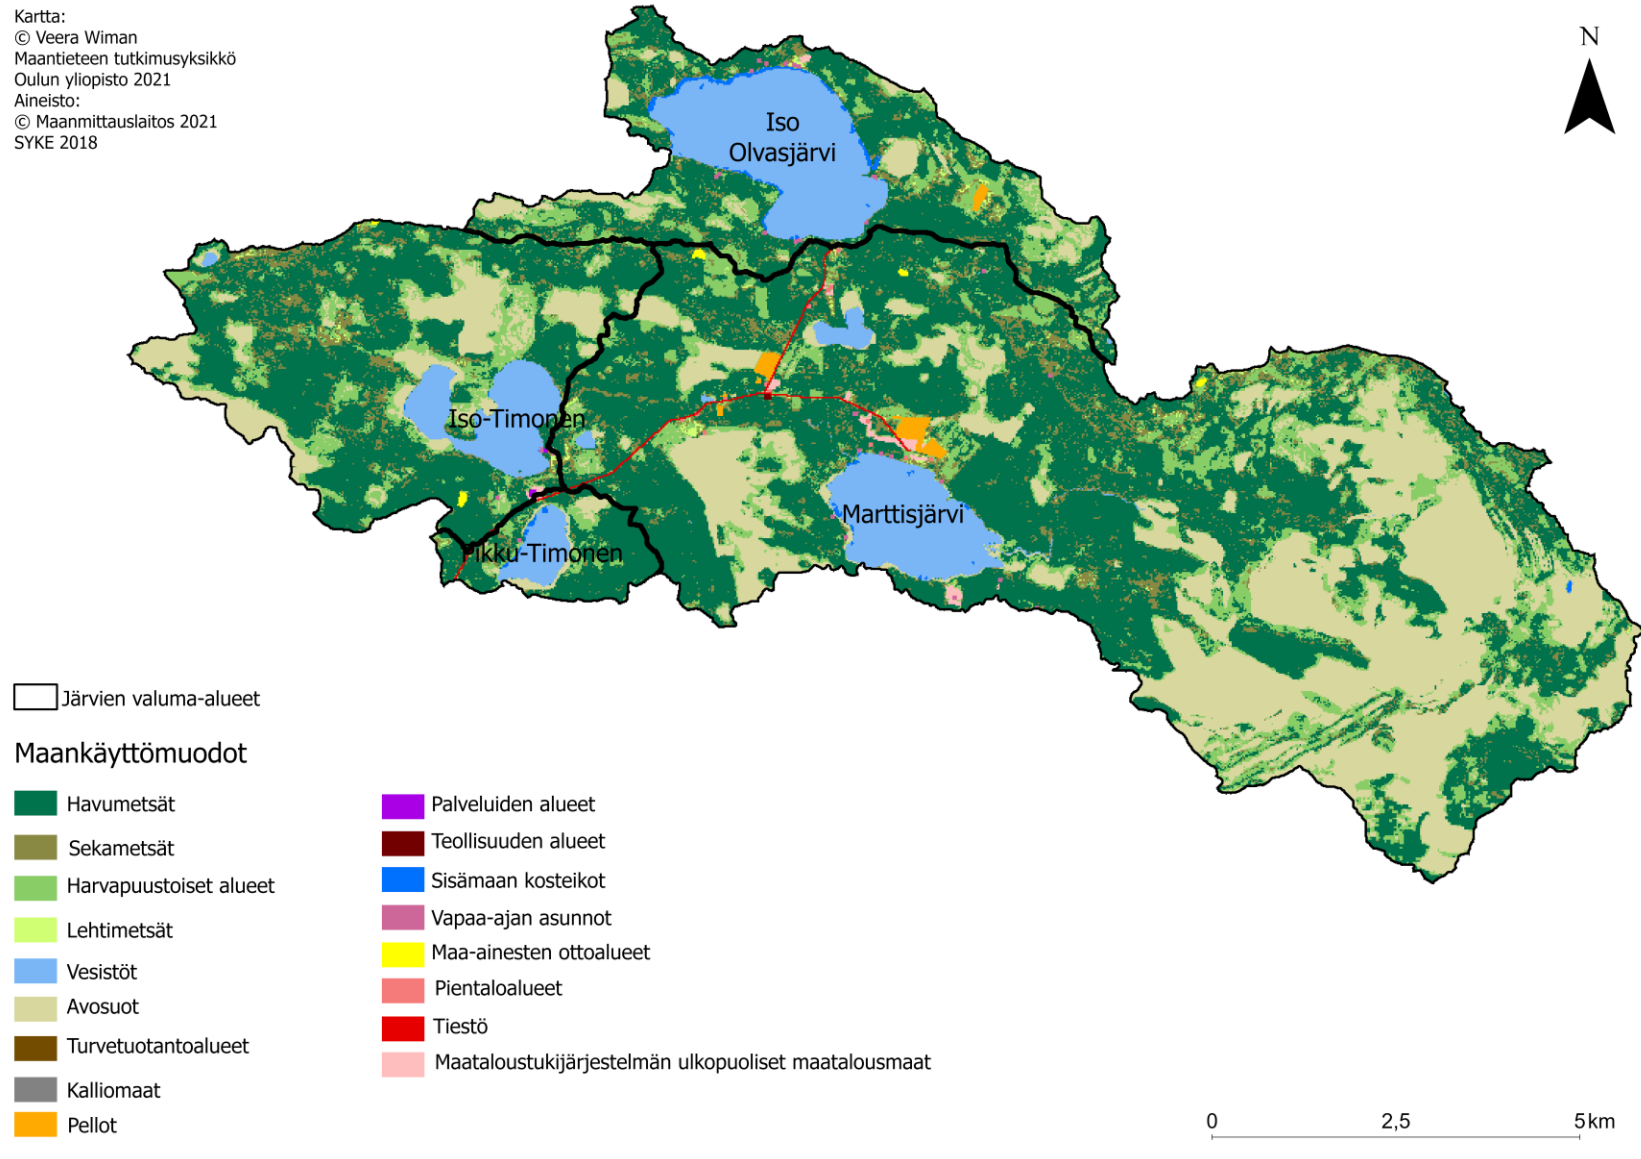 Kartta:
© Veera Wiman
Maantieteen tutkimusyksikkö
Oulun yliopisto 2021
Aineisto:
© Maanmittauslaitos 2021
SYKE 2018
N
Iso
Olvasjärvi
Iso-Timonen
Marttisjärvi
Pikku-Timonen
Järvien valuma-alueet
Maankäyttömuodot
Havumetsät
Sekametsät
Harvapuustoiset alueet
Lehtimetsät
Vesistöt
Avosuot
Turvetuotantoalueet
Kalliomaat
Pellot
Palveluiden alueet
Teollisuuden alueet
Sisämaan kosteikot
Vapaa-ajan asunnot
Maa-ainesten ottoalueet
Pientaloalueet
Tiestö
Maataloustukijärjestelmän ulkopuoliset maatalousmaat
0 2,5 5 km